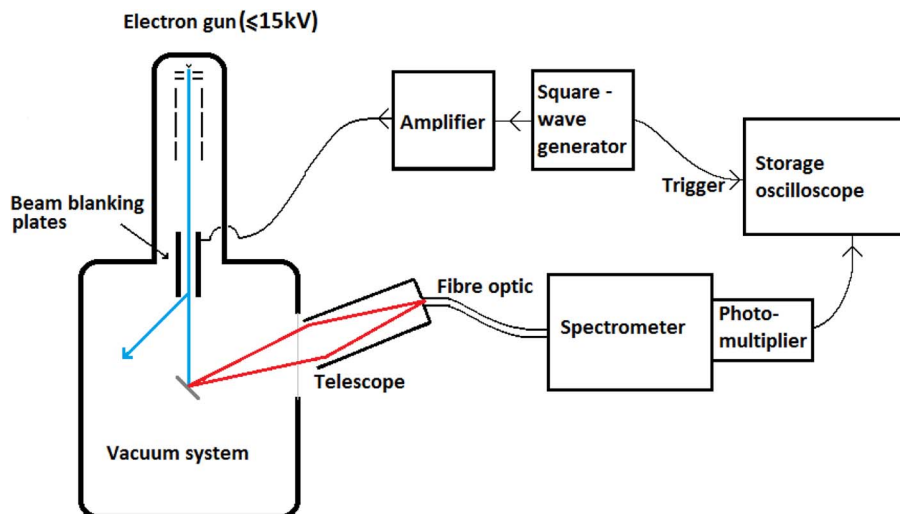 Electron gun (≤15kV)
Amplifier
Square -
wave
generator
Storage
oscilloscope
Trigger
Beam blanking
plates
Fibre optic
Spectrometer
Photo-
multiplier
Telescope
Vacuum system